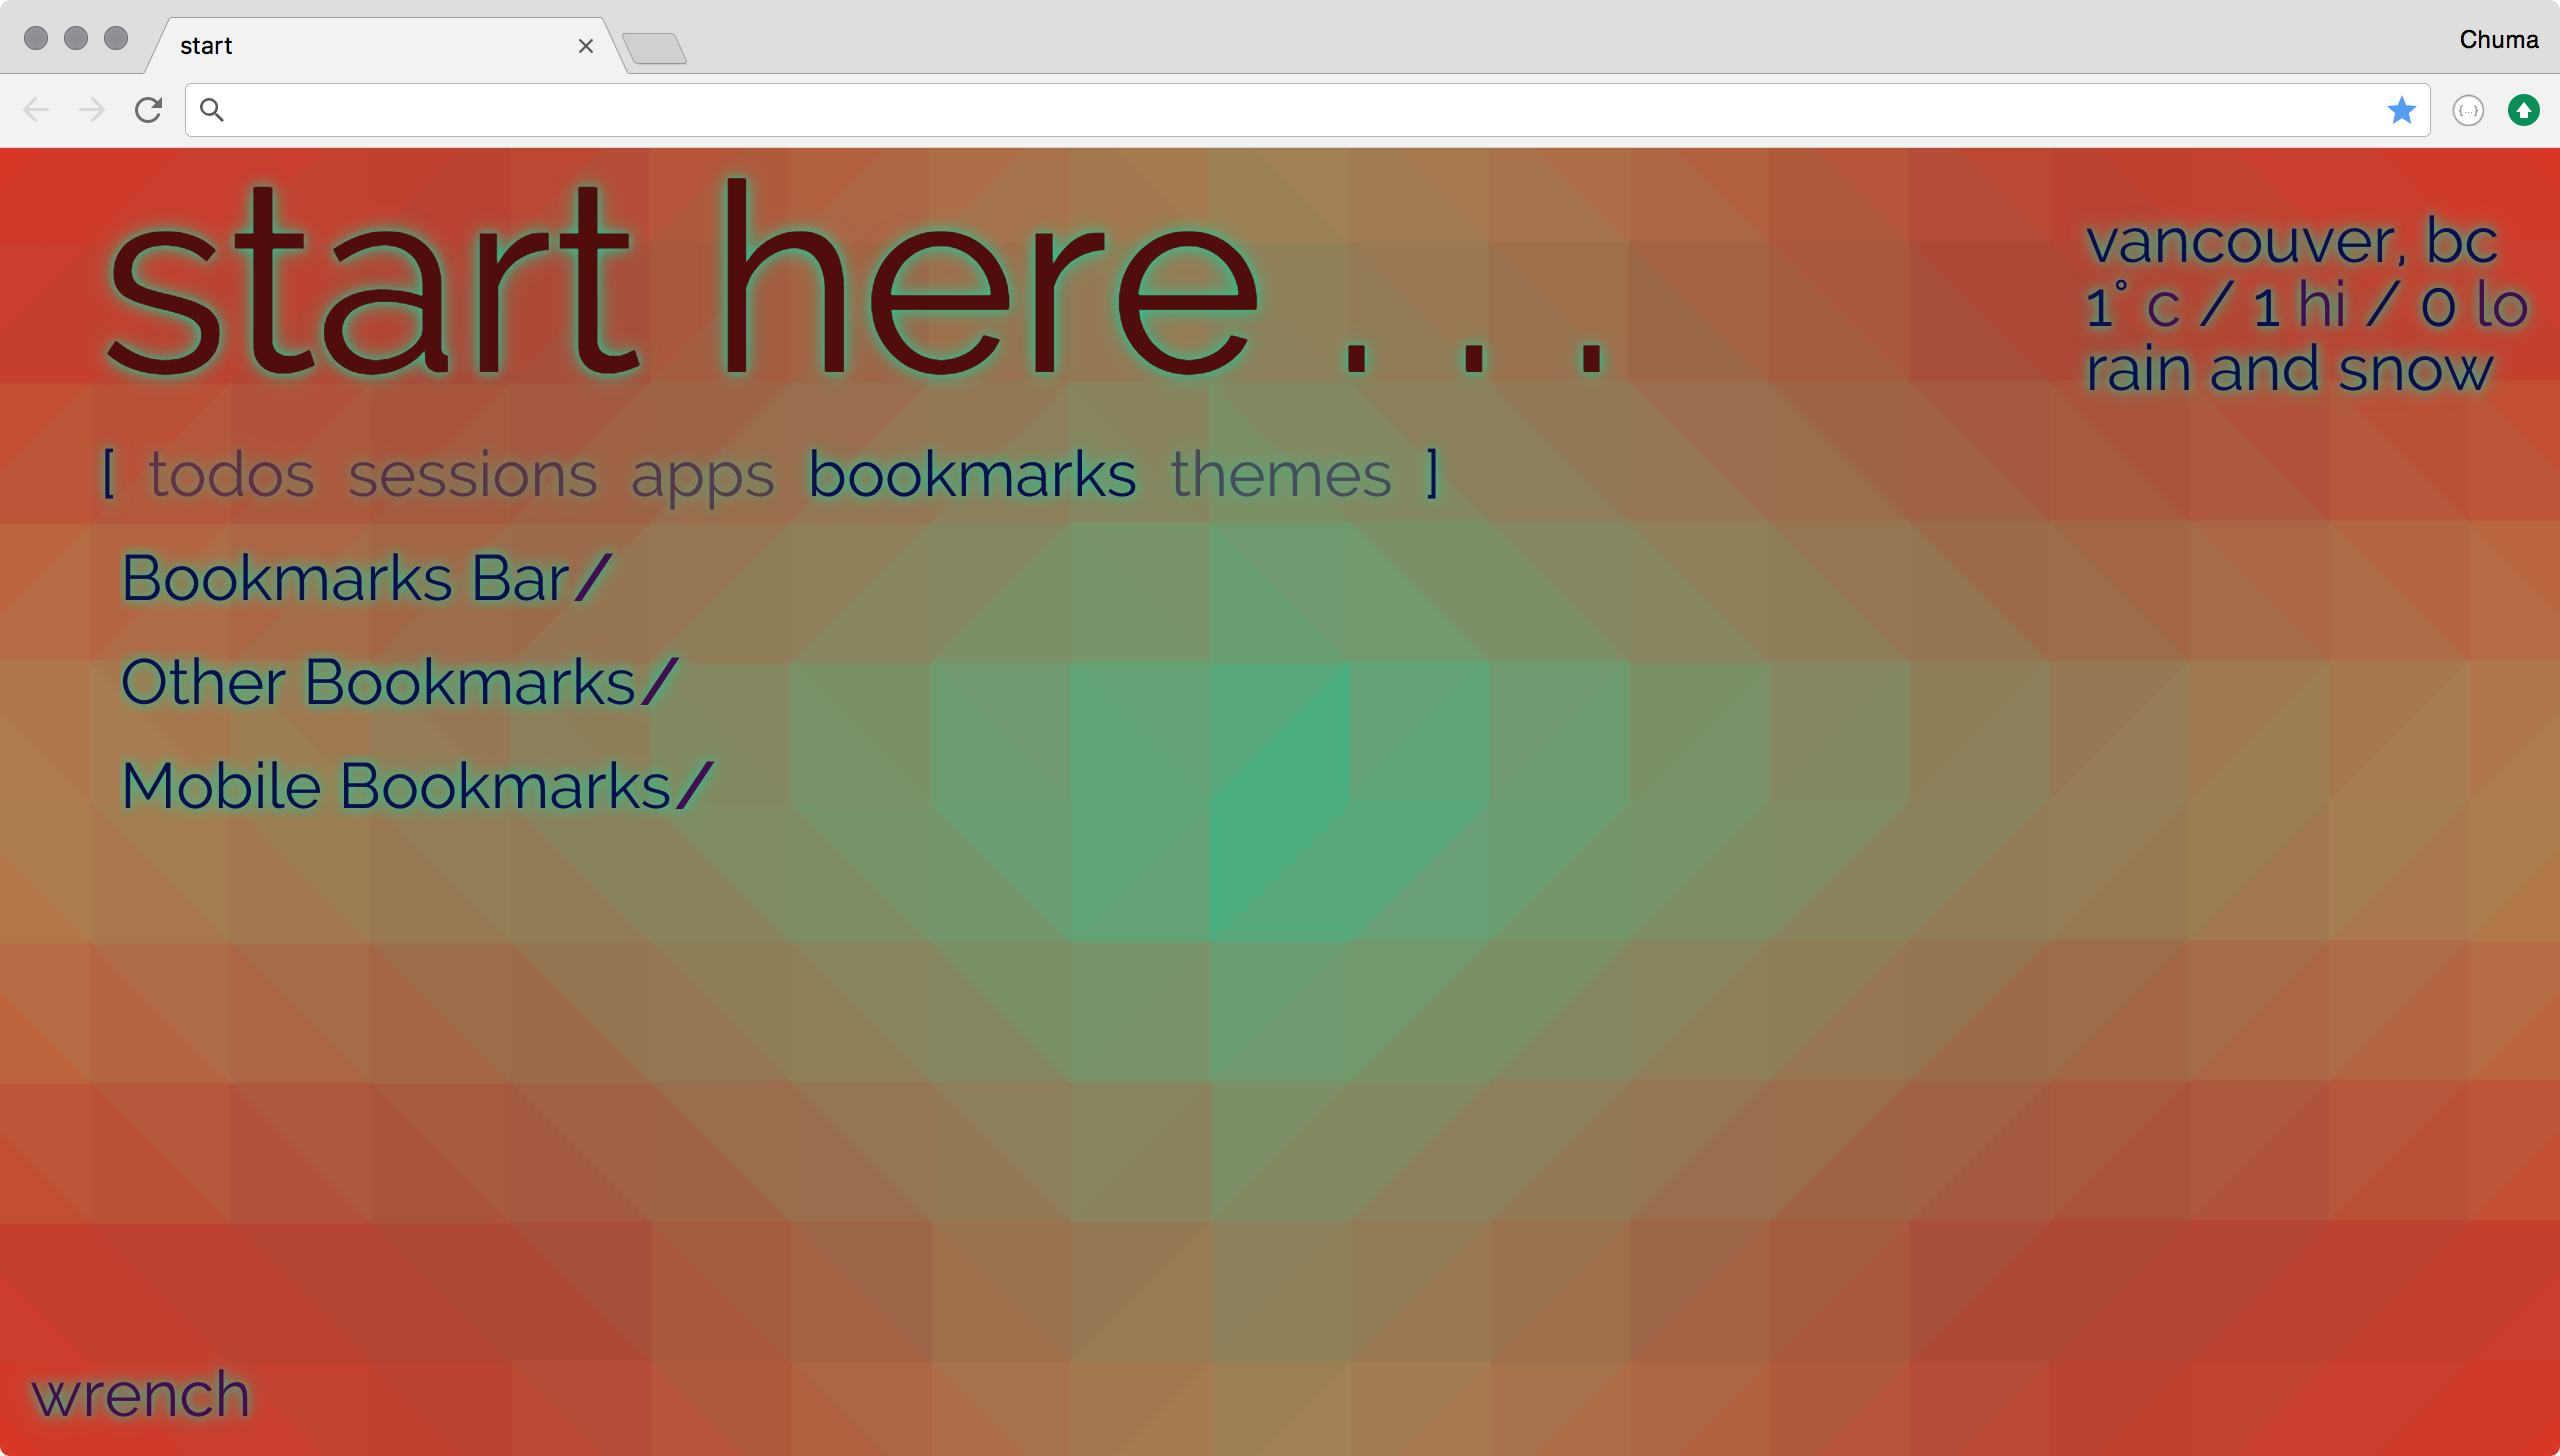 start
Chuma
{...}
start here . . .
vancouver, bc
1° c / 1 hi / 0 lo
rain and snow
[ todos sessions apps bookmarks themes ]
Bookmarks Bar/
Other Bookmarks/
Mobile Bookmarks/
wrench